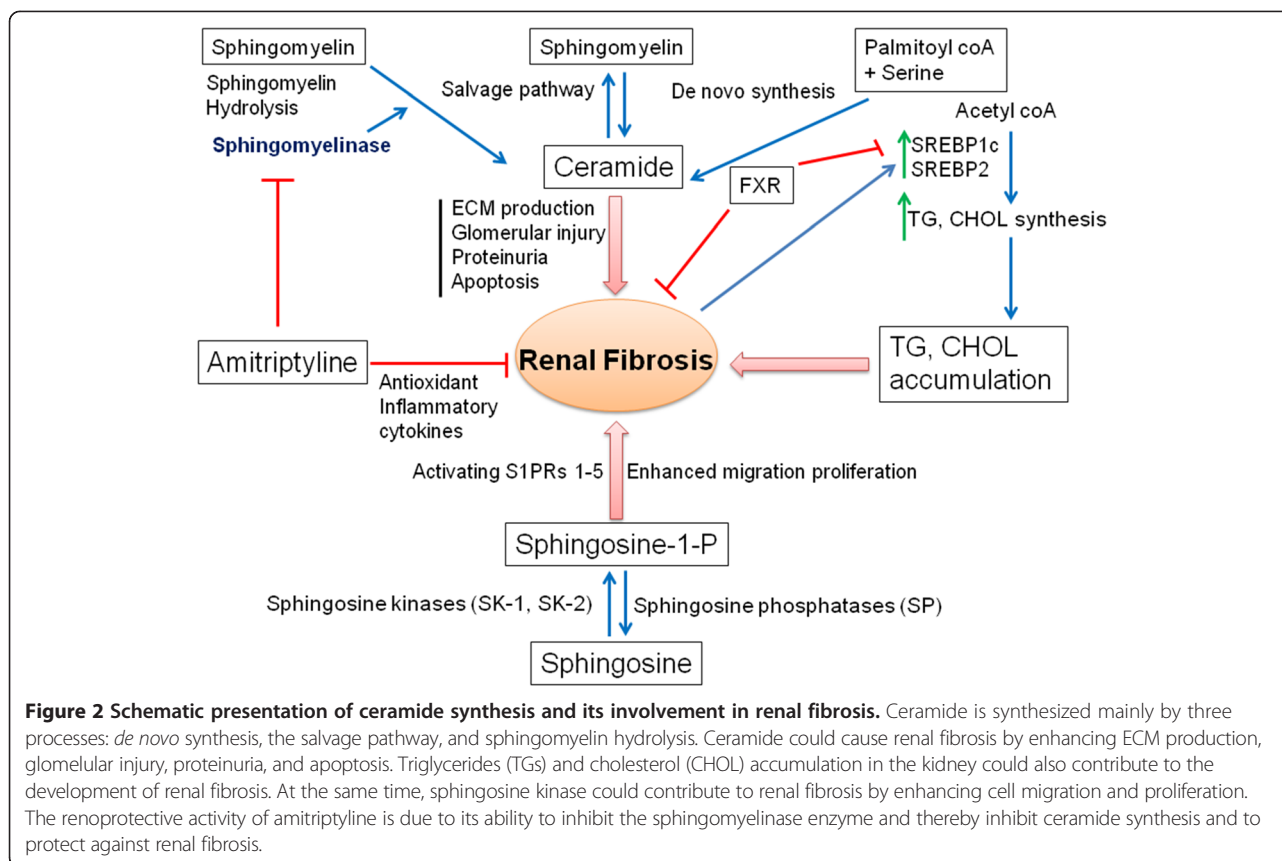 Sphingomyelin
Sphingomyelin
Hydrolysis
Sphingomyelinase
Sphingomyelin
Salvage pathway
De novo synthesis
Palmitoyl coA
+ Serine
Acetyl coA
Ceramide
FXR
SREBP1c
SREBP2
TG, CHOL synthesis
ECM production
Glomerular injury
Proteinuria
Apoptosis
Amitriptyline
Antioxidant
Inflammatory
cytokines
Renal Fibrosis
TG, CHOL
accumulation
Activating S1PRs 1-5
Enhanced migration proliferation
Sphingosine-1-P
Sphingosine kinases (SK-1, SK-2)
Sphingosine phosphatases (SP)
Sphingosine
Figure 2 Schematic presentation of ceramide synthesis and its involvement in renal fibrosis. Ceramide is synthesized mainly by three
processes: de novo synthesis, the salvage pathway, and sphingomyelin hydrolysis. Ceramide could cause renal fibrosis by enhancing ECM production,
glomelular injury, proteinuria, and apoptosis. Triglycerides (TGs) and cholesterol (CHOL) accumulation in the kidney could also contribute to the
development of renal fibrosis. At the same time, sphingosine kinase could contribute to renal fibrosis by enhancing cell migration and proliferation.
The renoprotective activity of amitriptyline is due to its ability to inhibit the sphingomyelinase enzyme and thereby inhibit ceramide synthesis and to
protect against renal fibrosis.